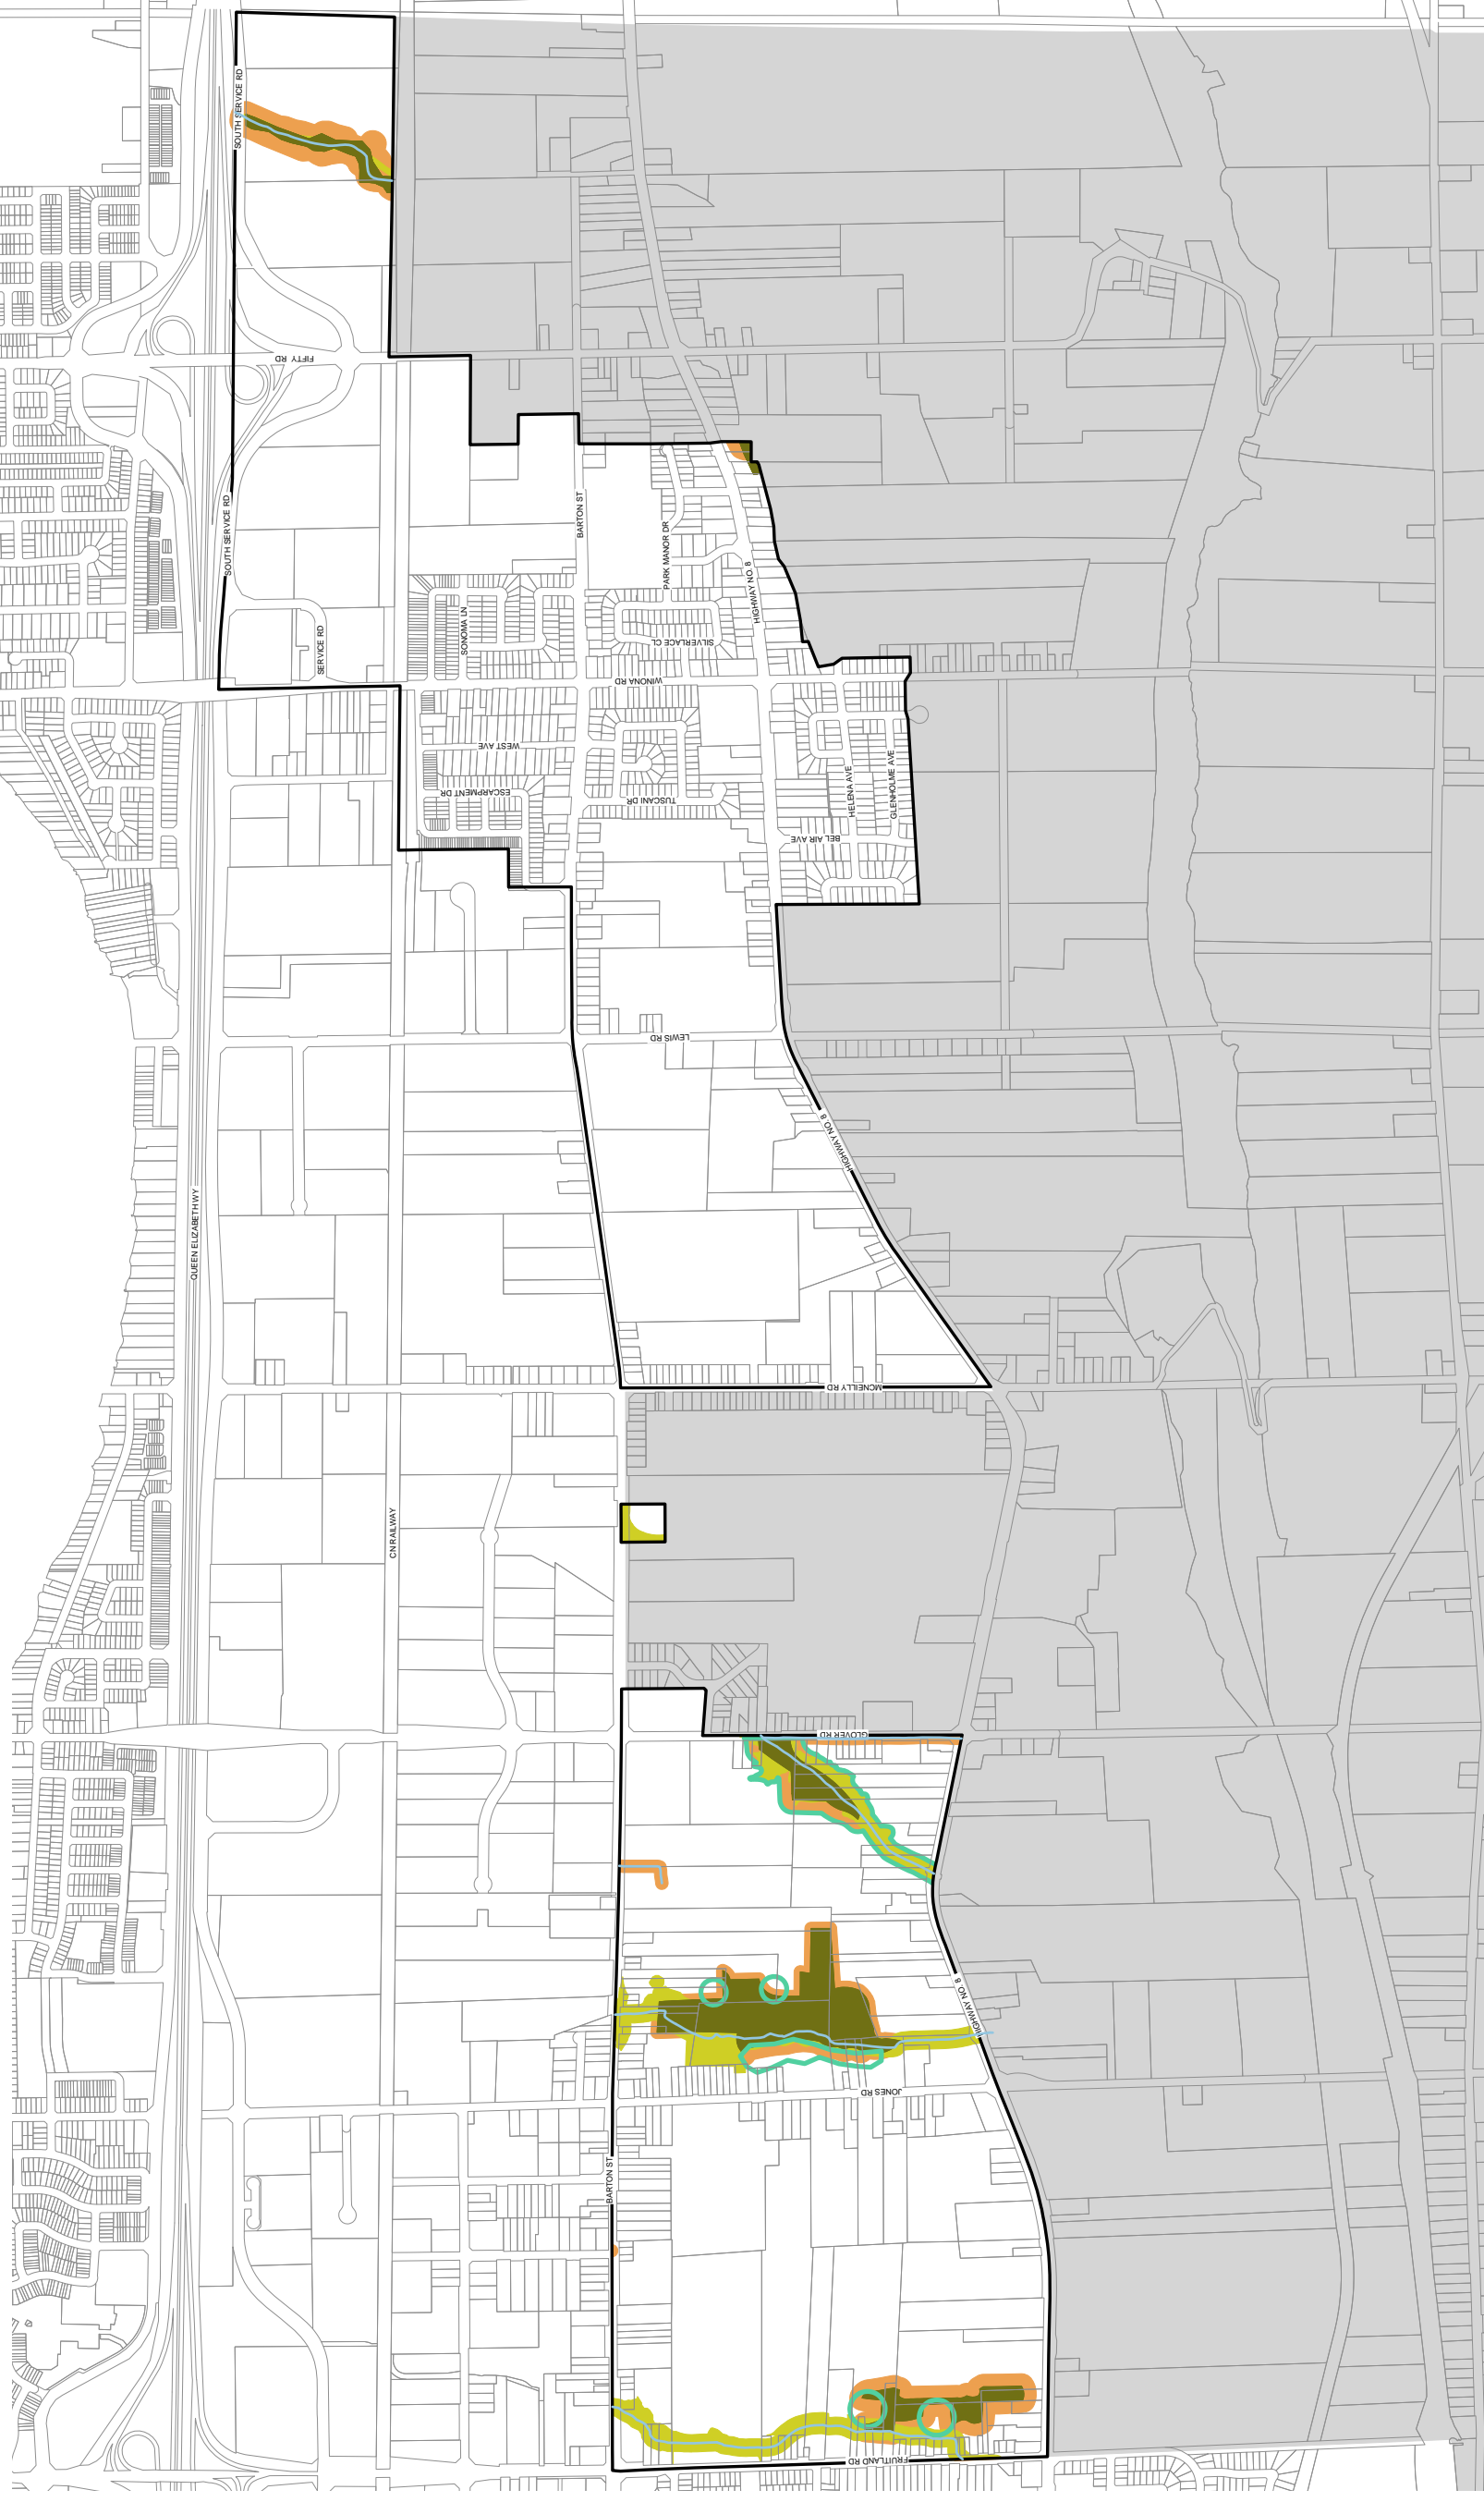 SOUTH SERVICE RD
FIFTY RD
SOUTH SERVICE RD
BARTON ST
PARK MANOR DR
HIGHWAY NO. 8
SONOMA LN
SERVICE RD
SILVERLACE CL
WINONA RD
WEST AVE
ESCARPMENT DR
TUSCANI DR
HELENA AVE
GLENHOLME AVE
BEL AIR AVE
LEWIS RD
HIGHWAY NO. 8
QUEEN ELIZABETH WY
MCNEILLY RD
CN RAILWAY
GLOVER RD
HIGHWAY NO. 8
JONES RD
BARTON ST
FRUITLAND RD